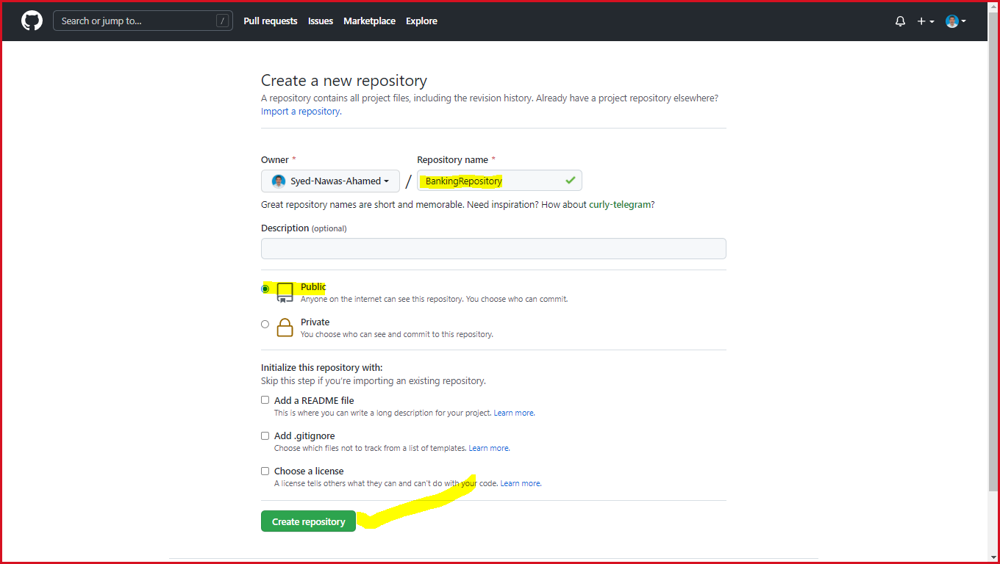 Search or jump to... / Pull requests Issues Marketplace Explore
Create a new repository
A repository contains all project files, including the revision history. Already have a project repository elsewhere?
Import a repository.
Owner * Repository name *
Syed-Nawas-Ahamed / BankingRepository
Great repository names are short and memorable. Need inspiration? How about curly-telegram?
Description (optional)
Public
Anyone on the internet can see this repository. You choose who can commit.
Private
You choose who can see and commit to this repository.
Initialize this repository with:
Skip this step if you're importing an existing repository.
Add a README file
This is where you can write a long description for your project. Learn more.
Add .gitignore
Choose which files not to track from a list of templates. Learn more.
Choose a license
A license tells others what they can and can't do with your code. Learn more.
Create repository